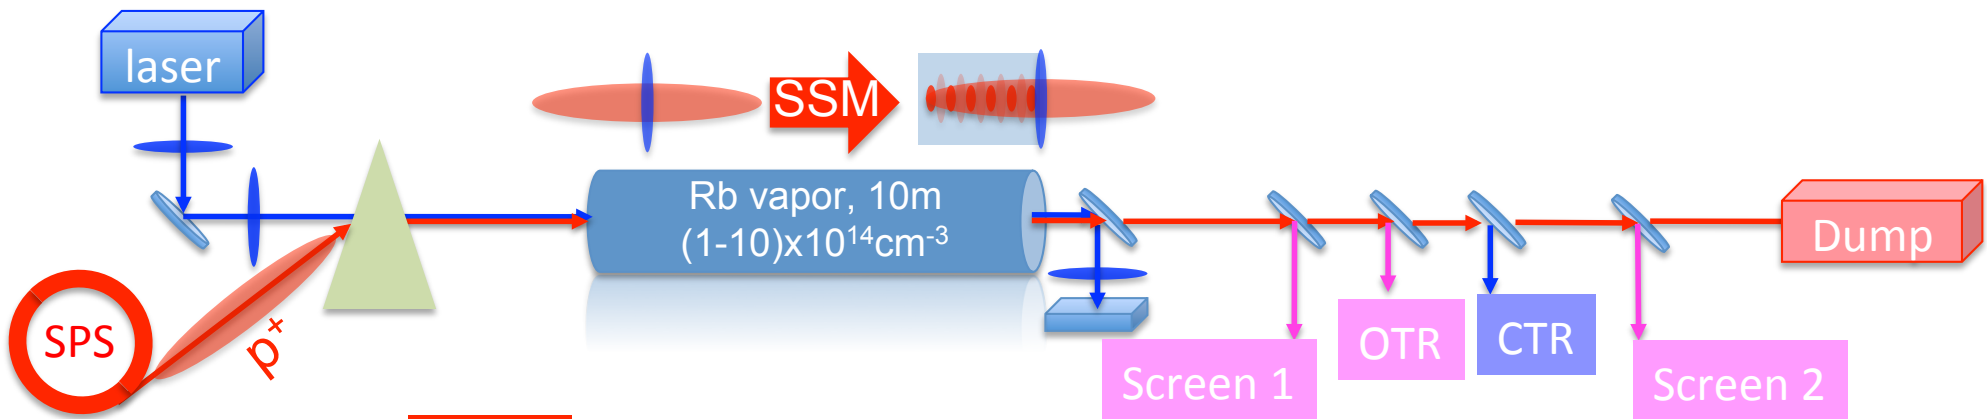 laser
SSM
Rb vapor, 10m
(1-10)x10¹⁴cm⁻³
SPS
p⁺
Screen 1
OTR
CTR
Screen 2
Dump